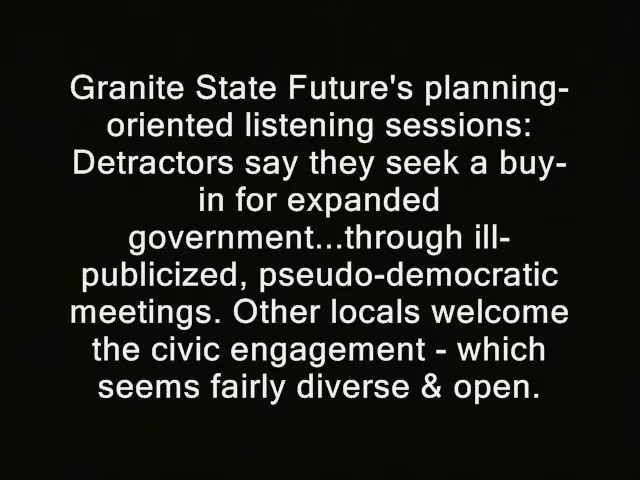 Granite State Future's planning-
oriented listening sessions:
Detractors say they seek a buy-
in for expanded
government...through ill-
publicized, pseudo-democratic
meetings. Other locals welcome
the civic engagement - which
seems fairly diverse & open.